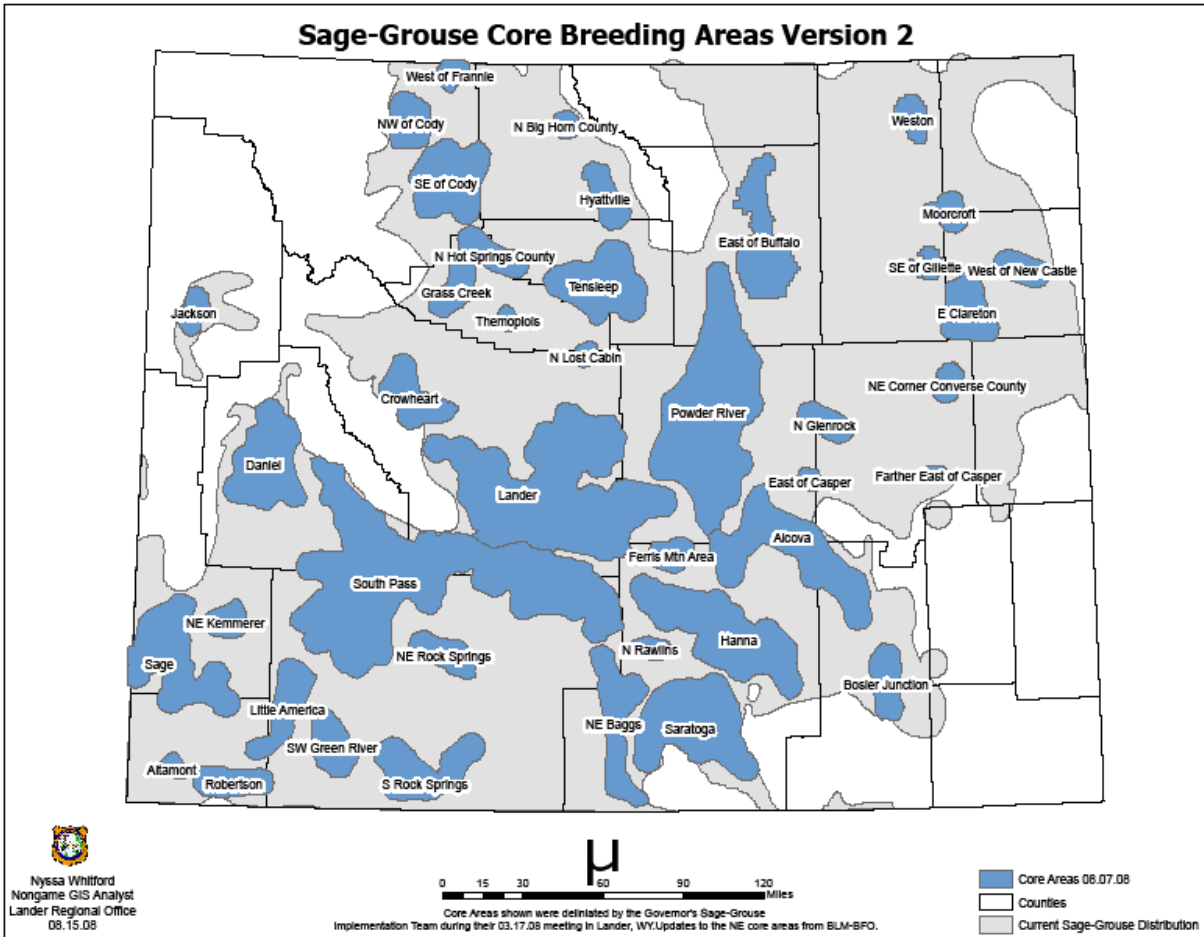 Sage-Grouse Core Breeding Areas Version 2
West of Frannie
NW of Cody
N Big Horn County
Weston
SE of Cody
Hyattville
Moorcroft
East of Buffalo
N Hot Springs County
SE of Gillette
West of New Castle
Tensleep
Grass Creek
Jackson
Themoplois
E Clareton
N Lost Cabin
NE Corner Converse County
Crowheart
Powder River
N Glenrock
Daniel
Lander
East of Casper
Farther East of Casper
Alcova
Ferris Mtn Area
South Pass
NE Kemmerer
Hanna
N Rawlins
NE Rock Springs
Sage
Bosler Junction
Little America
NE Baggs
Saratoga
SW Green River
Altamont
Robertson
S Rock Springs
Nyssa Whitford
Nongame GIS Analyst
Lander Regional Office
08.15.08
µ
0 15 30 60 90 120
Miles
Core Areas shown were deliniated by the Governor's Sage-Grouse
Implementation Team during their 03.17.08 meeting in Lander, WY.Updates to the NE core areas from BLM-BFO.
Core Areas 08.07.08
Counties
Current Sage-Grouse Distribution